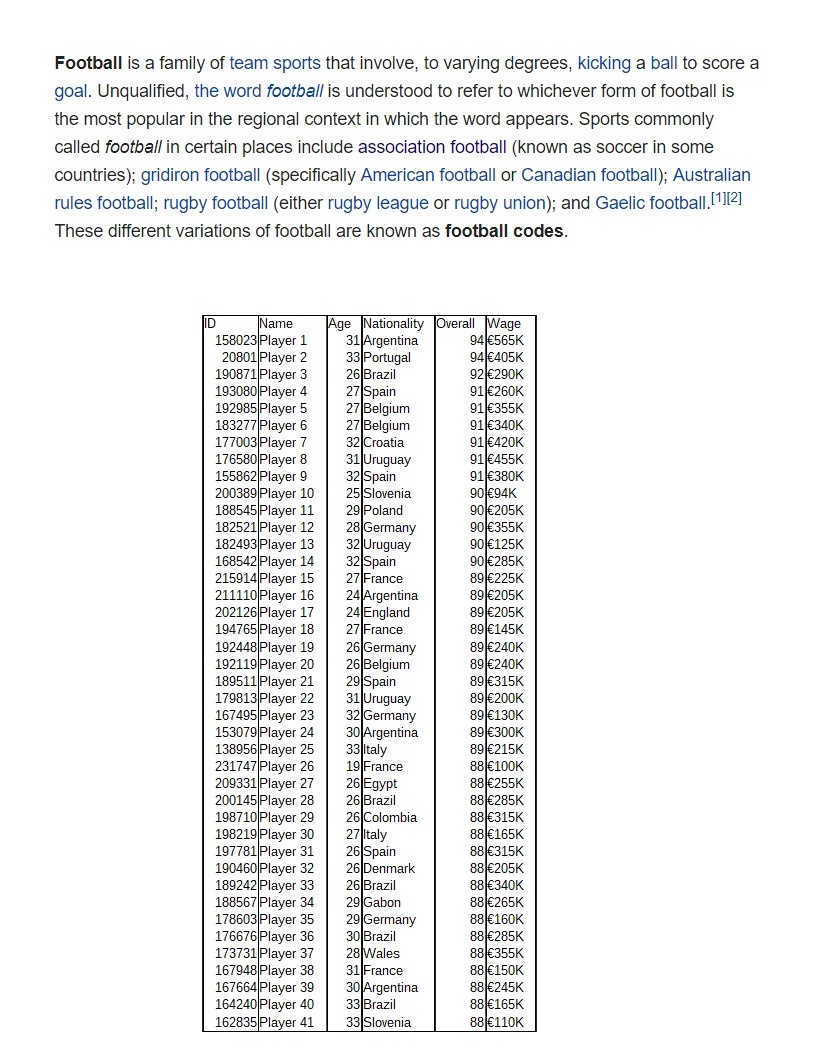 Football is a family of team sports that involve, to varying degrees, kicking a ball to score a
goal. Unqualified, the word football is understood to refer to whichever form of football is
the most popular in the regional context in which the word appears. Sports commonly
called football in certain places include association football (known as soccer in some
countries); gridiron football (specifically American football or Canadian football); Australian
rules football; rugby football (either rugby league or rugby union); and Gaelic football.[1][2]
These different variations of football are known as football codes.
ID Name Age Nationality Overall Wage
158023 Player 1 31 Argentina 94 €565K
20801 Player 2 33 Portugal 94 €405K
190871 Player 3 26 Brazil 92 €290K
193080 Player 4 27 Spain 91 €260K
192985 Player 5 27 Belgium 91 €355K
183277 Player 6 27 Belgium 91 €340K
177003 Player 7 32 Croatia 91 €420K
176580 Player 8 31 Uruguay 91 €455K
155862 Player 9 32 Spain 91 €380K
200389 Player 10 25 Slovenia 90 €94K
188545 Player 11 29 Poland 90 €205K
182521 Player 12 28 Germany 90 €355K
182493 Player 13 32 Uruguay 90 €125K
168542 Player 14 32 Spain 90 €285K
215914 Player 15 27 France 89 €225K
211110 Player 16 24 Argentina 89 €205K
202126 Player 17 24 England 89 €205K
194765 Player 18 27 France 89 €145K
192448 Player 19 26 Germany 89 €240K
192119 Player 20 26 Belgium 89 €240K
189511 Player 21 29 Spain 89 €315K
179813 Player 22 31 Uruguay 89 €200K
167495 Player 23 32 Germany 89 €130K
153079 Player 24 30 Argentina 89 €300K
138956 Player 25 33 Italy 89 €215K
231747 Player 26 19 France 88 €100K
209331 Player 27 26 Egypt 88 €255K
200145 Player 28 26 Brazil 88 €285K
198710 Player 29 26 Colombia 88 €315K
198219 Player 30 27 Italy 88 €165K
197781 Player 31 26 Spain 88 €315K
190460 Player 32 26 Denmark 88 €205K
189242 Player 33 26 Brazil 88 €340K
188567 Player 34 29 Gabon 88 €265K
178603 Player 35 29 Germany 88 €160K
176676 Player 36 30 Brazil 88 €285K
173731 Player 37 28 Wales 88 €355K
167948 Player 38 31 France 88 €150K
167664 Player 39 30 Argentina 88 €245K
164240 Player 40 33 Brazil 88 €165K
162835 Player 41 33 Slovenia 88 €110K